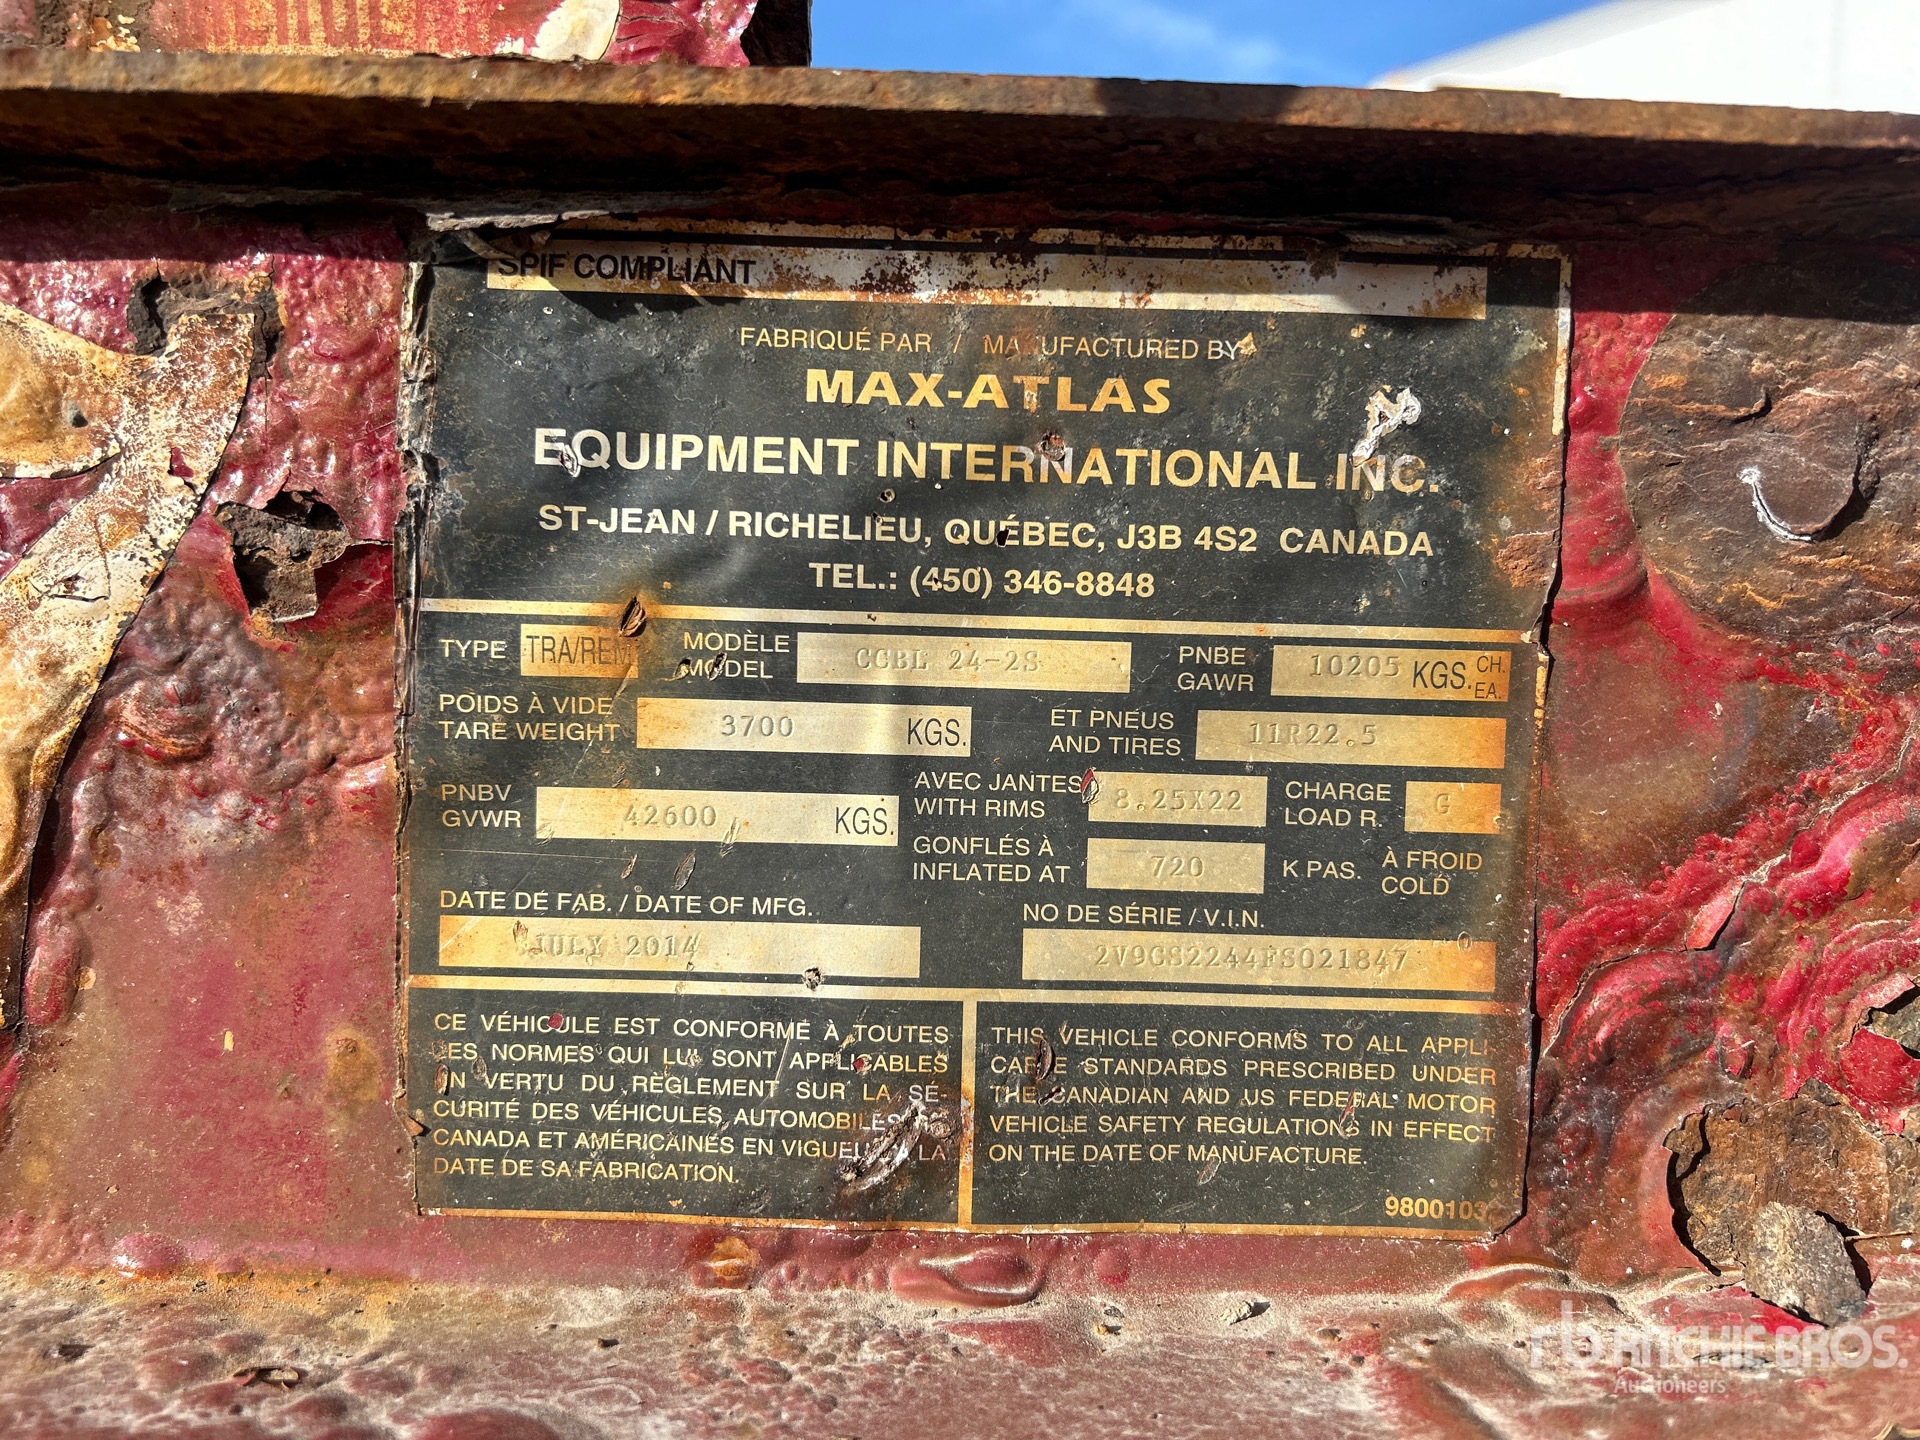 SPIF COMPLIANT
FABRIQUÉ PAR / MANUFACTURED BY
MAX-ATLAS
EQUIPMENT INTERNATIONAL INC.
ST-JEAN / RICHELIEU, QUÉBEC, J3B 4S2 CANADA
TEL.: (450) 346-8848
TYPE TRA/REM MODÈLE MODEL CCBL 24-2S PNBE GAWR 10205 KGS. CH. EA.
POIDS À VIDE TARE WEIGHT 3700 KGS. ET PNEUS AND TIRES 11R22.5
PNBV GVWR 42600 KGS. AVEC JANTES WITH RIMS 8.25X22 CHARGE LOAD R. G
GONFLÉS À INFLATED AT 720 K PAS. À FROID COLD
DATE DE FAB. / DATE OF MFG. NO DE SÉRIE / V.I.N.
JULY 2014 2V9CS2244FS021847
CE VÉHICULE EST CONFORME À TOUTES
LES NORMES QUI LUI SONT APPLICABLES
EN VERTU DU RÈGLEMENT SUR LA SÉ-
CURITÉ DES VÉHICULES AUTOMOBILES
CANADA ET AMÉRICAINES EN VIGUEUR À LA
DATE DE SA FABRICATION.
THIS VEHICLE CONFORMS TO ALL APPLI-
CABLE STANDARDS PRESCRIBED UNDER
THE CANADIAN AND US FEDERAL MOTOR
VEHICLE SAFETY REGULATIONS IN EFFECT
ON THE DATE OF MANUFACTURE.
rb RITCHIE BROS.
Auctioneers